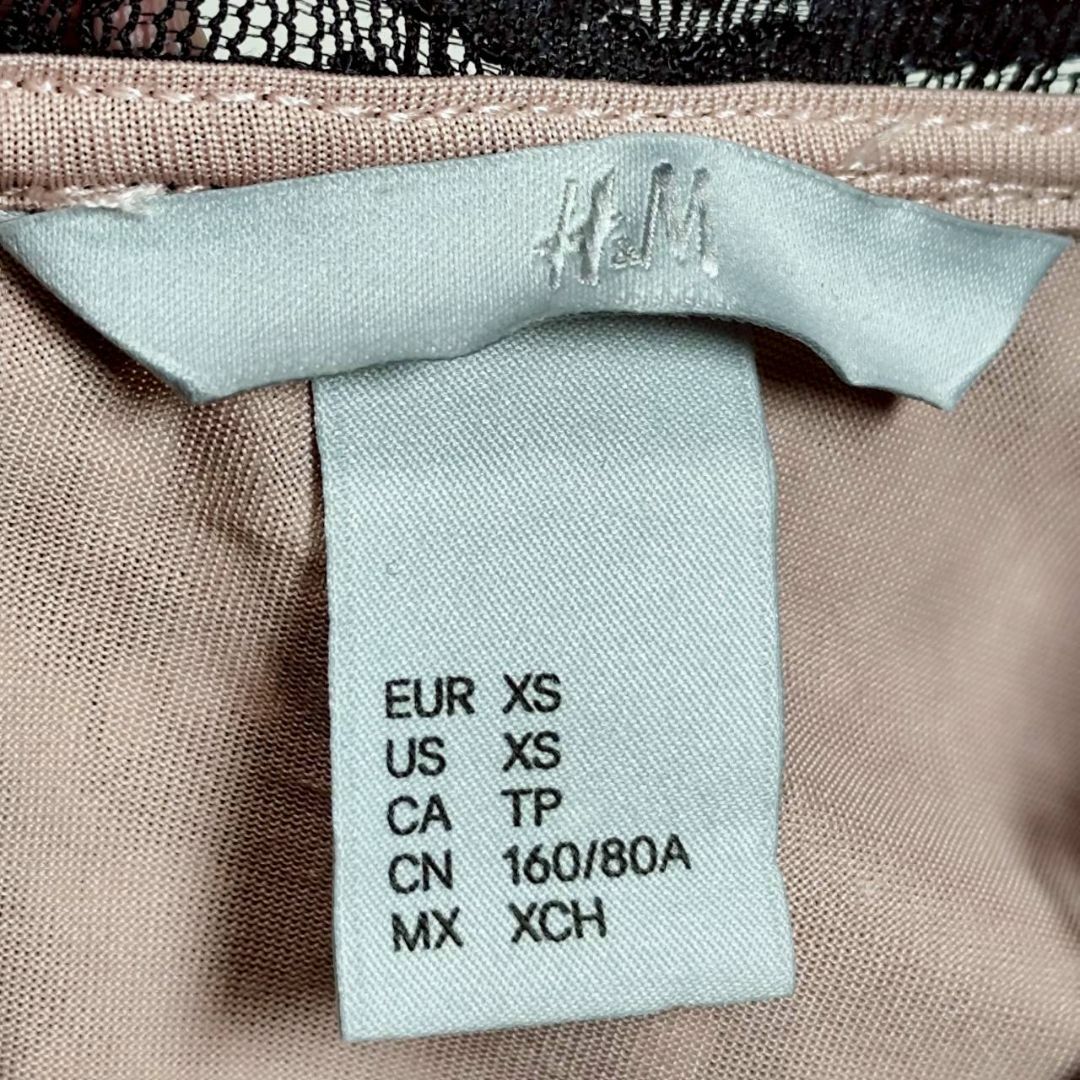 H&M
EUR XS
US XS
CA TP
CN 160/80A
MX XCH